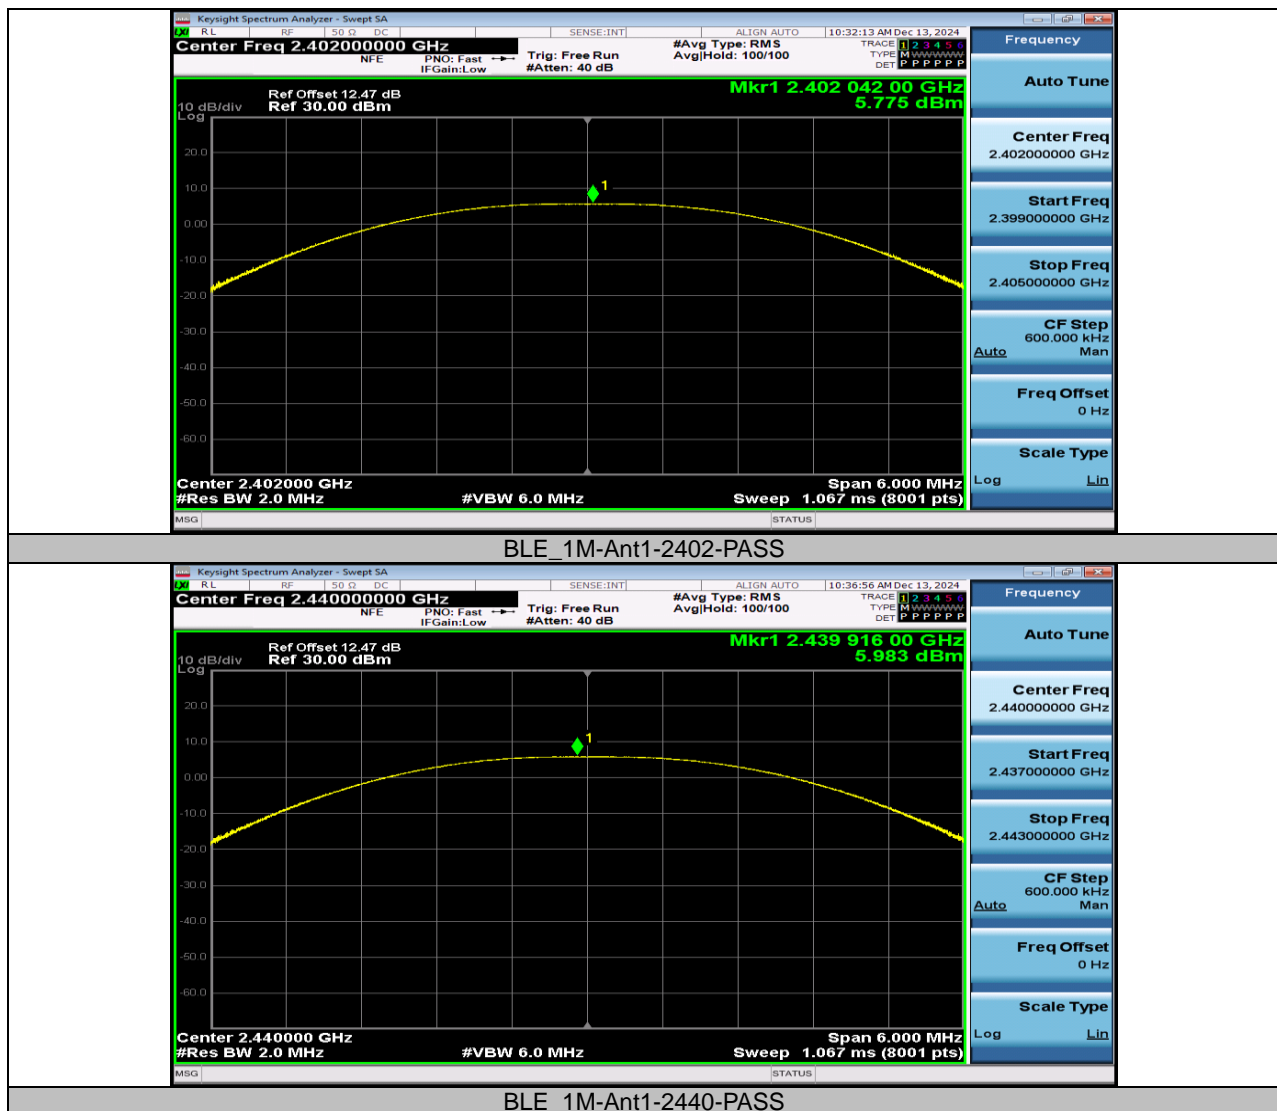 Keysight Spectrum Analyzer - Swept SA
LXI RL RF 50 Ω DC SENSE:INT ALIGN AUTO 10:32:13 AM Dec 13, 2024
Center Freq 2.402000000 GHz #Avg Type: RMS TRACE 1 2 3 4 5 6
NFE PNO: Fast Trig: Free Run Avg|Hold: 100/100 TYPE M WWWWW
IFGain:Low #Atten: 40 dB DET P P P P P P
Frequency
Mkr1 2.402 042 00 GHz
5.775 dBm
Ref Offset 12.47 dB
10 dB/div Ref 30.00 dBm
Log
20.0
10.0
0.00
-10.0
-20.0
-30.0
-40.0
-50.0
-60.0
1
Center 2.402000 GHz Span 6.000 MHz
#Res BW 2.0 MHz #VBW 6.0 MHz Sweep 1.067 ms (8001 pts)
MSG STATUS
Auto Tune
Center Freq
2.402000000 GHz
Start Freq
2.399000000 GHz
Stop Freq
2.405000000 GHz
CF Step
600.000 kHz
Auto Man
Freq Offset
0 Hz
Scale Type
Log Lin
BLE_1M-Ant1-2402-PASS
Keysight Spectrum Analyzer - Swept SA
LXI RL RF 50 Ω DC SENSE:INT ALIGN AUTO 10:36:56 AM Dec 13, 2024
Center Freq 2.440000000 GHz #Avg Type: RMS TRACE 1 2 3 4 5 6
NFE PNO: Fast Trig: Free Run Avg|Hold: 100/100 TYPE M WWWWW
IFGain:Low #Atten: 40 dB DET P P P P P P
Frequency
Mkr1 2.439 916 00 GHz
5.983 dBm
Ref Offset 12.47 dB
10 dB/div Ref 30.00 dBm
Log
20.0
10.0
0.00
-10.0
-20.0
-30.0
-40.0
-50.0
-60.0
1
Center 2.440000 GHz Span 6.000 MHz
#Res BW 2.0 MHz #VBW 6.0 MHz Sweep 1.067 ms (8001 pts)
MSG STATUS
Auto Tune
Center Freq
2.440000000 GHz
Start Freq
2.437000000 GHz
Stop Freq
2.443000000 GHz
CF Step
600.000 kHz
Auto Man
Freq Offset
0 Hz
Scale Type
Log Lin
BLE_1M-Ant1-2440-PASS